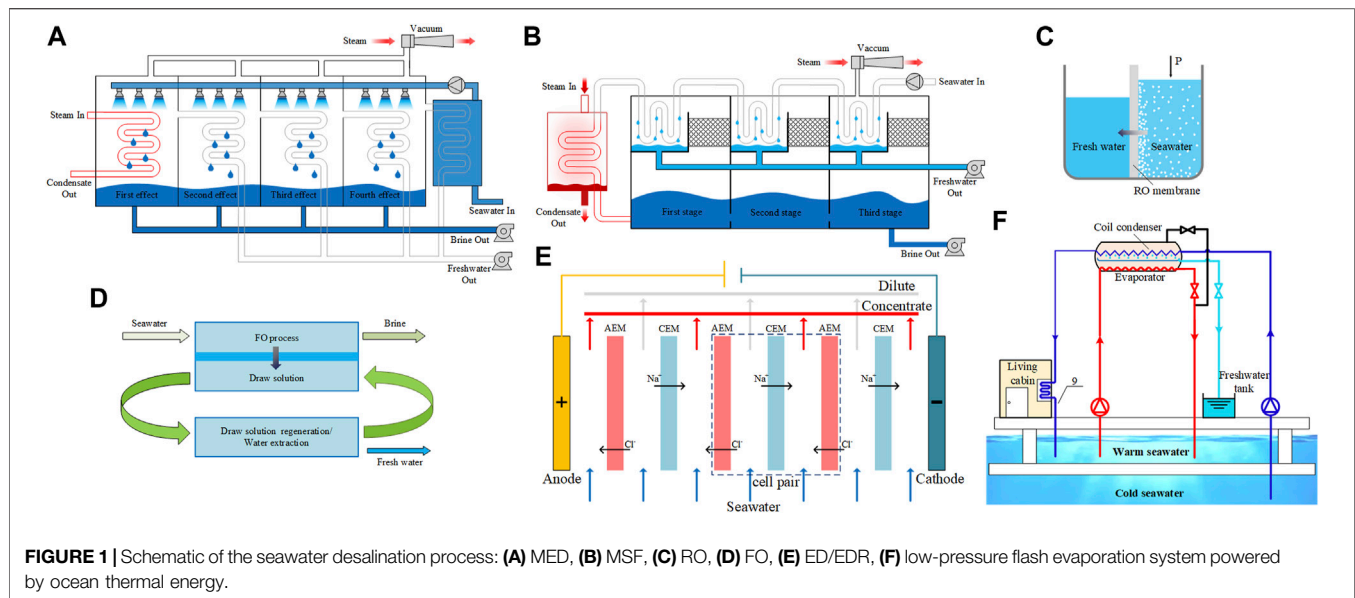 A
Steam
Vacuum
Steam In
Condensate
Out
First effect
Second effect
Third effect
Fourth effect
Seawater In
Brine Out
Freshwater
Out
B
Steam
Vaccum
Seawater In
Steam In
Condensate
Out
First stage
Second stage
Third stage
Freshwater
Out
Brine Out
C
P
Fresh water
Seawater
RO membrane
D
Seawater
Brine
FO process
Draw solution
Draw solution regeneration/
Water extraction
Fresh water
E
Dilute
Concentrate
AEM
CEM
AEM
CEM
AEM
CEM
Na⁺
Na⁺
Na⁺
+
−
Cl⁻
Cl⁻
Cl⁻
Anode
cell pair
Cathode
Seawater
F
Coil condenser
Evaporator
Living
cabin
9
Freshwater
tank
Warm seawater
Cold seawater
FIGURE 1 | Schematic of the seawater desalination process: (A) MED, (B) MSF, (C) RO, (D) FO, (E) ED/EDR, (F) low-pressure flash evaporation system powered
by ocean thermal energy.